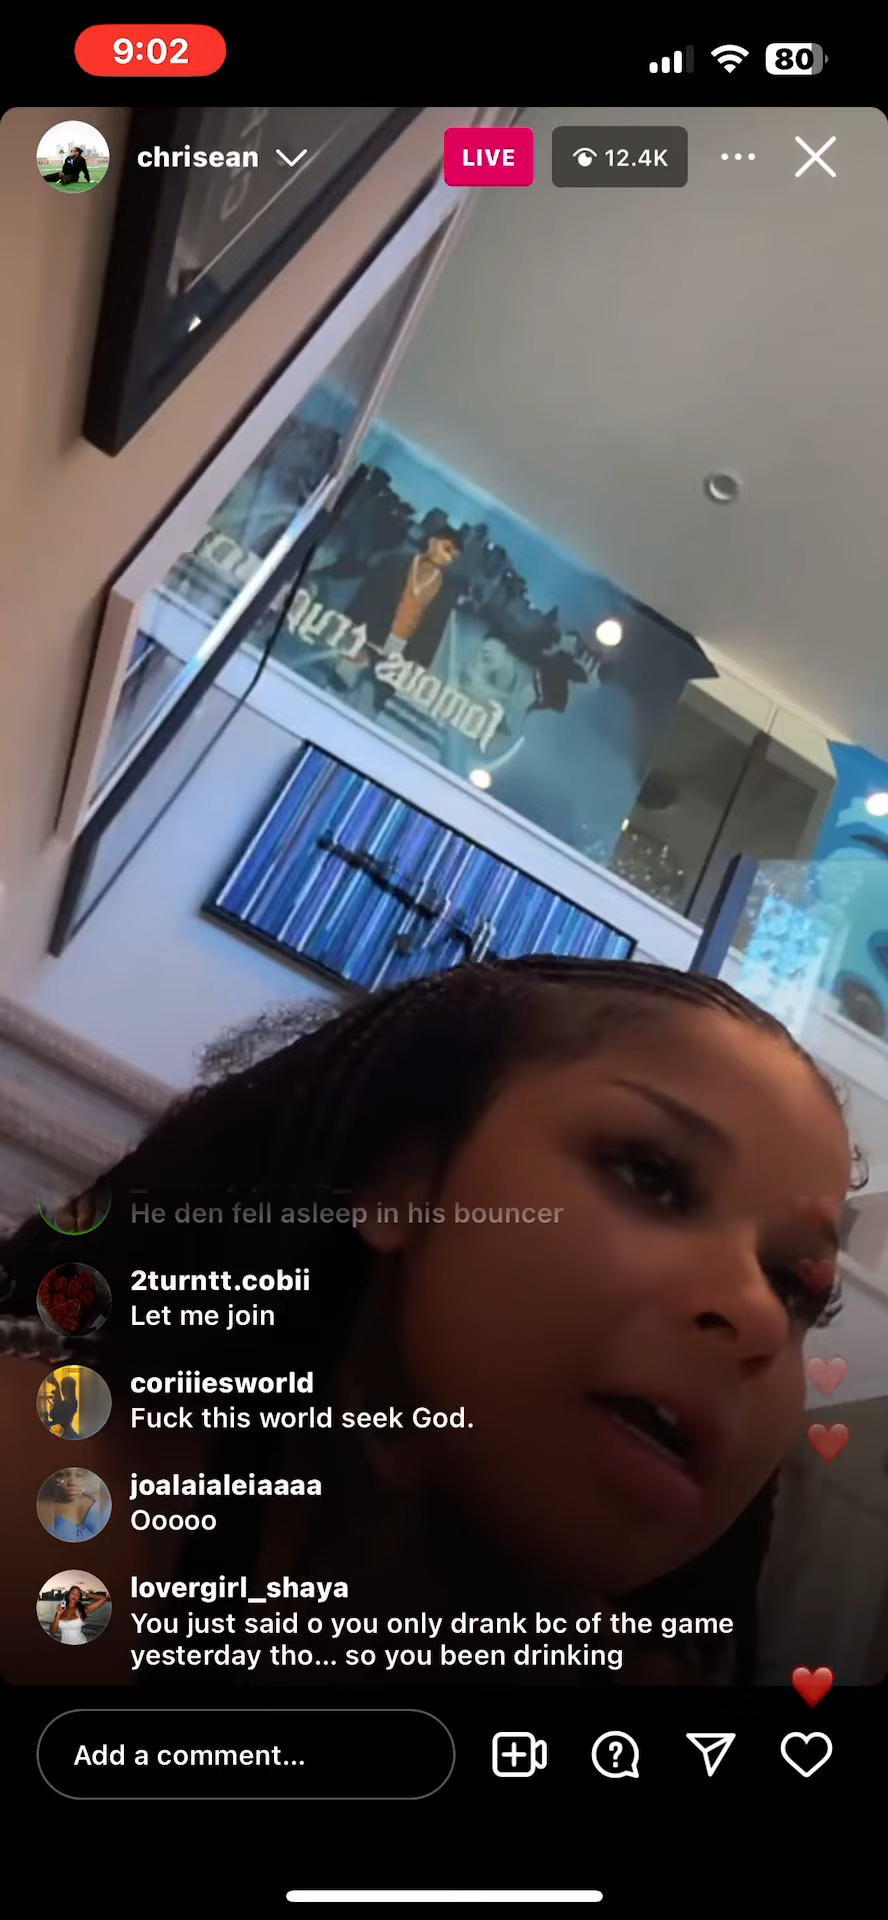 9:02
80
chrisean
LIVE
12.4K
famous-cryp
He den fell asleep in his bouncer
2turntt.cobii
Let me join
coriiiesworld
Fuck this world seek God.
joalaialeiaaaa
Ooooo
lovergirl_shaya
You just said o you only drank bc of the game
yesterday tho... so you been drinking
Add a comment...